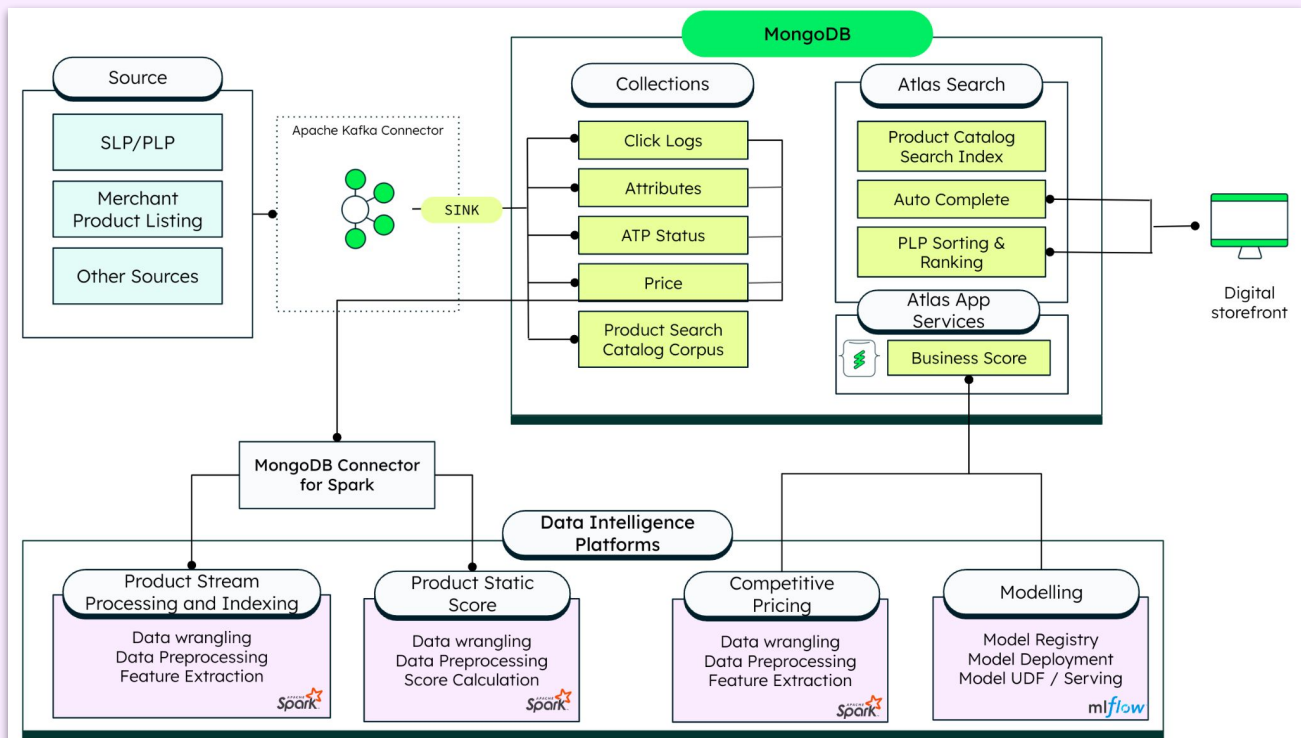 MongoDB
Source
SLP/PLP
Merchant
Product Listing
Other Sources
Apache Kafka Connector
SINK
Collections
Click Logs
Attributes
ATP Status
Price
Product Search
Catalog Corpus
Atlas Search
Product Catalog
Search Index
Auto Complete
PLP Sorting &
Ranking
Atlas App
Services
Business Score
Digital
storefront
MongoDB Connector
for Spark
Data Intelligence
Platforms
Product Stream
Processing and Indexing
Data wrangling
Data Preprocessing
Feature Extraction
APACHE
Spark
Product Static
Score
Data wrangling
Data Preprocessing
Score Calculation
APACHE
Spark
Competitive
Pricing
Data wrangling
Data Preprocessing
Feature Extraction
APACHE
Spark
Modelling
Model Registry
Model Deployment
Model UDF / Serving
mlflow